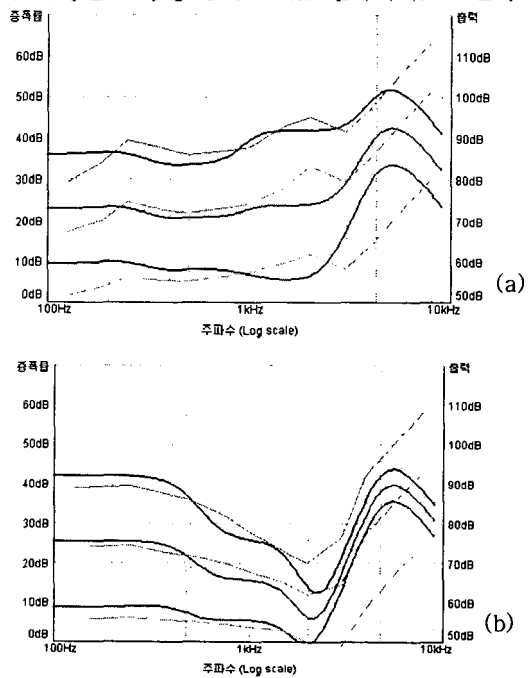 증폭률 출력
60dB 110dB
50dB 100dB
40dB 90dB
30dB 80dB
20dB 70dB
10dB 60dB
0dB 50dB
(a)
100Hz 1kHz 10kHz
주파수 (Log scale)
증폭률 출력
60dB 110dB
50dB 100dB
40dB 90dB
30dB 80dB
20dB 70dB
10dB 60dB
0dB 50dB
(b)
100Hz 1kHz 10kHz
주파수 (Log scale)